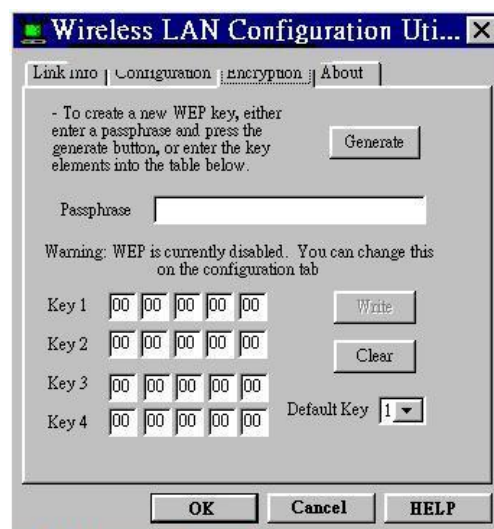 Wireless LAN Configuration Uti...
Link Info Configuration Encryption About
- To create a new WEP key, either
enter a passphrase and press the
generate button, or enter the key
elements into the table below.
Generate
Passphrase
Warning: WEP is currently disabled. You can change this
on the configuration tab
Key 1 00 00 00 00 00
Write
Key 2 00 00 00 00 00
Clear
Key 3 00 00 00 00 00
Default Key 1
Key 4 00 00 00 00 00
OK Cancel HELP